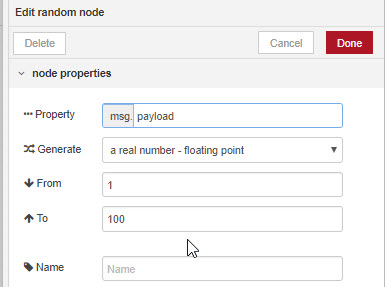 Edit random node
Delete Cancel Done
node properties
Property msg. payload
Generate a real number - floating point
From 1
To 100
Name Name